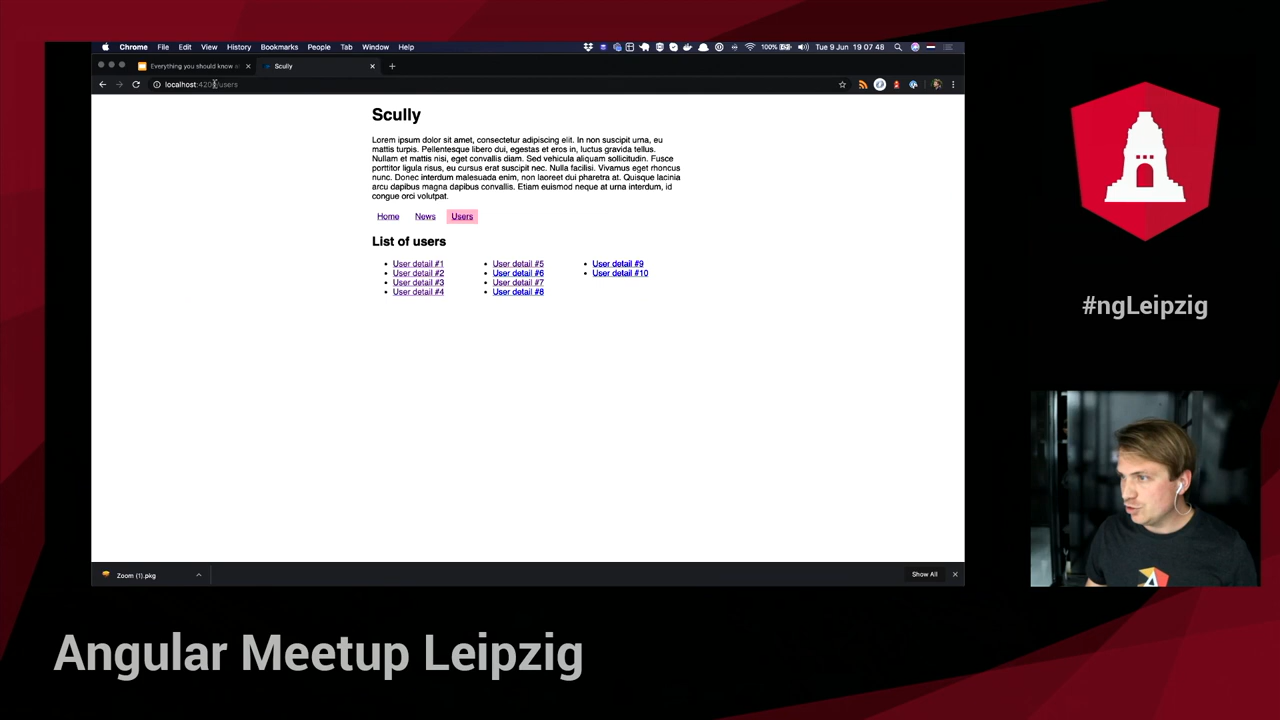 Chrome File Edit View History Bookmarks People Tab Window Help
100% Tue 9 Jun 19 07 48
Everything you should know
Scully
Scully
Lorem ipsum dolor sit amet, consectetur adipiscing elit. In non suscipit urna, eu
mattis turpis. Pellentesque libero dui, egestas et eros in, luctus gravida tellus.
Nullam et mattis nisi, eget convallis diam. Sed vehicula aliquam sollicitudin. Fusce
porttitor ligula risus, eu cursus erat suscipit nec. Nulla facilisi. Vivamus eget rhoncus
nunc. Donec interdum malesuada enim, non laoreet dui pharetra at. Quisque lacinia
arcu dapibus magna dapibus convallis. Etiam euismod neque at urna interdum, id
congue orci volutpat.
Home News Users
List of users
User detail #1
User detail #2
User detail #3
User detail #4
User detail #5
User detail #6
User detail #7
User detail #8
User detail #9
User detail #10
Zoom (1).pkg
Show All
#ngLeipzig
Angular Meetup Leipzig